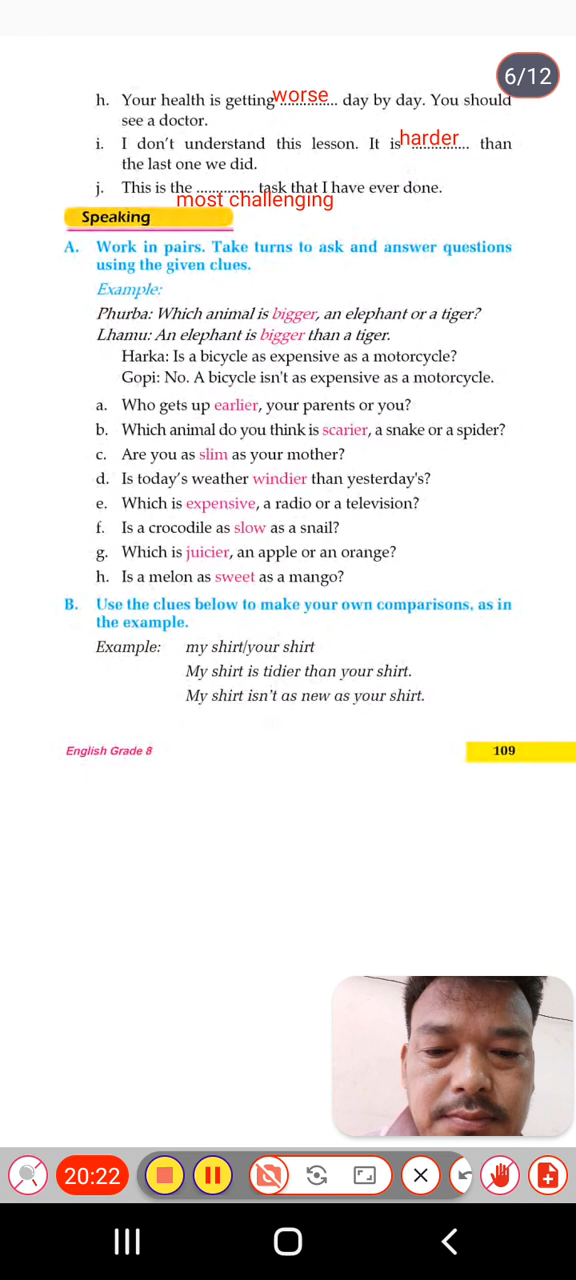 6/12
h. Your health is getting worse day by day. You should
see a doctor.
i. I don't understand this lesson. It is harder than
the last one we did.
j. This is the ............... task that I have ever done.
most challenging
Speaking
A. Work in pairs. Take turns to ask and answer questions
using the given clues.
Example:
Phurba: Which animal is bigger, an elephant or a tiger?
Lhamu: An elephant is bigger than a tiger.
Harka: Is a bicycle as expensive as a motorcycle?
Gopi: No. A bicycle isn't as expensive as a motorcycle.
a. Who gets up earlier, your parents or you?
b. Which animal do you think is scarier, a snake or a spider?
c. Are you as slim as your mother?
d. Is today's weather windier than yesterday's?
e. Which is expensive, a radio or a television?
f. Is a crocodile as slow as a snail?
g. Which is juicier, an apple or an orange?
h. Is a melon as sweet as a mango?
B. Use the clues below to make your own comparisons, as in
the example.
Example: my shirt/your shirt
My shirt is tidier than your shirt.
My shirt isn't as new as your shirt.
English Grade 8 109
20:22